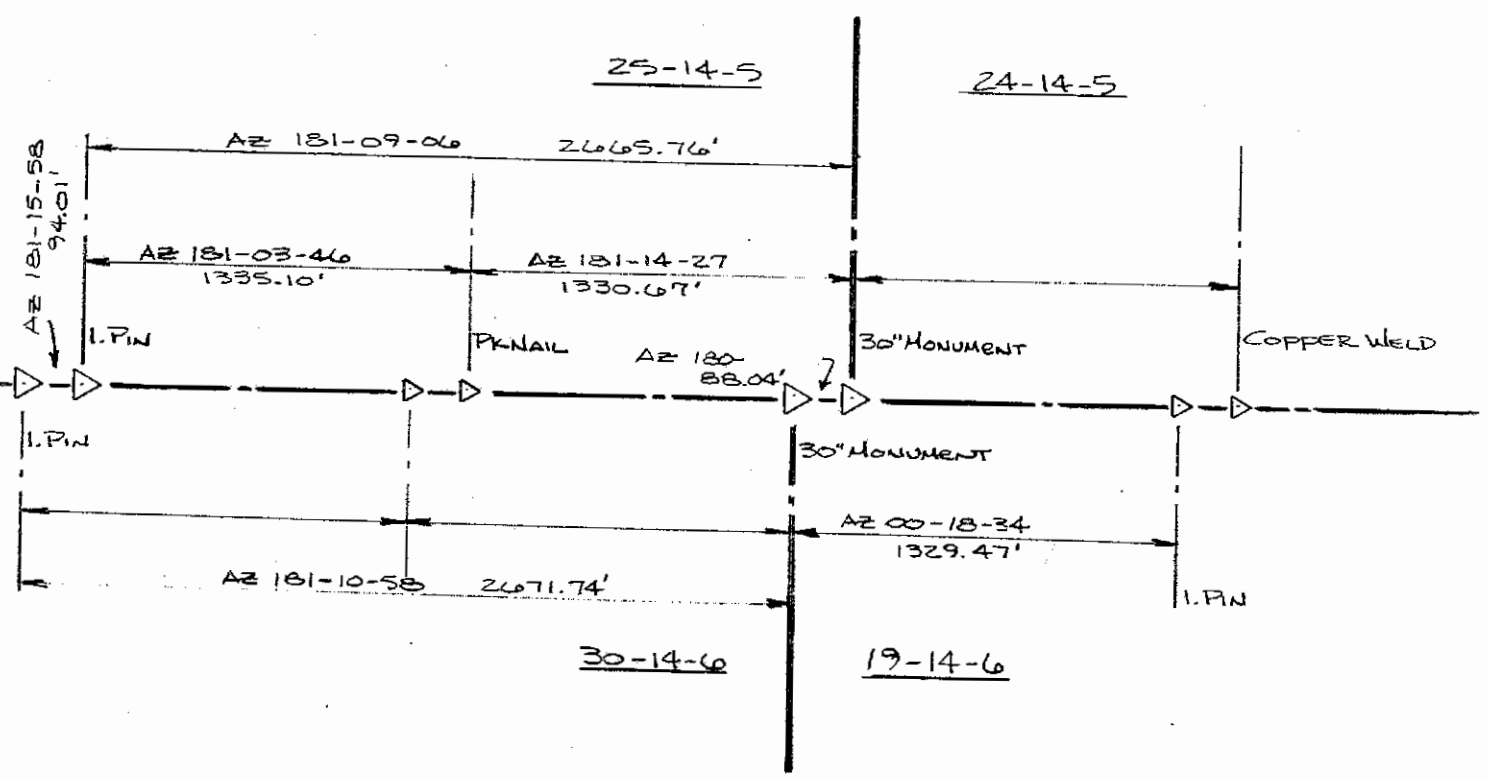 25-14-5
24-14-5
AZ 181-09-06 2665.76'
AZ 181-15-58
94.01'
AZ 181-03-46
1335.10'
AZ 181-14-27
1330.67'
I. PIN
PKNAIL
AZ 180-
88.04'
30" MONUMENT
COPPER WELD
I. PIN
30" MONUMENT
AZ 00-18-34
1329.47'
AZ 181-10-58 2671.74'
I. PIN
30-14-6
19-14-6